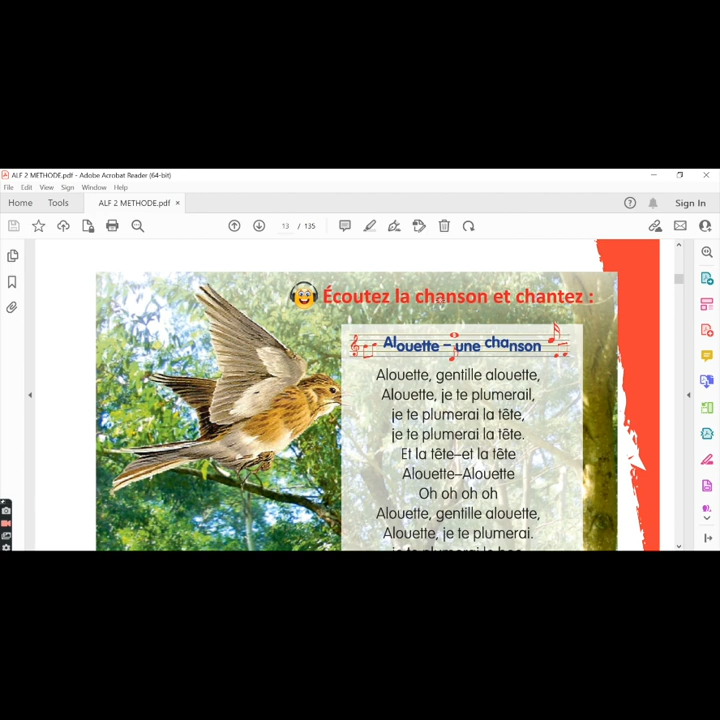 ALF 2 METHODE.pdf - Adobe Acrobat Reader (64-bit)
File Edit View Sign Window Help
Home Tools ALF 2 METHODE.pdf × Sign In
13 / 135
Écoutez la chanson et chantez :
Alouette – une chanson
Alouette, gentille alouette,
Alouette, je te plumerail,
je te plumerai la tête,
je te plumerai la tête.
Et la tête–et la tête
Alouette–Alouette
Oh oh oh oh
Alouette, gentille alouette,
Alouette, je te plumerai.